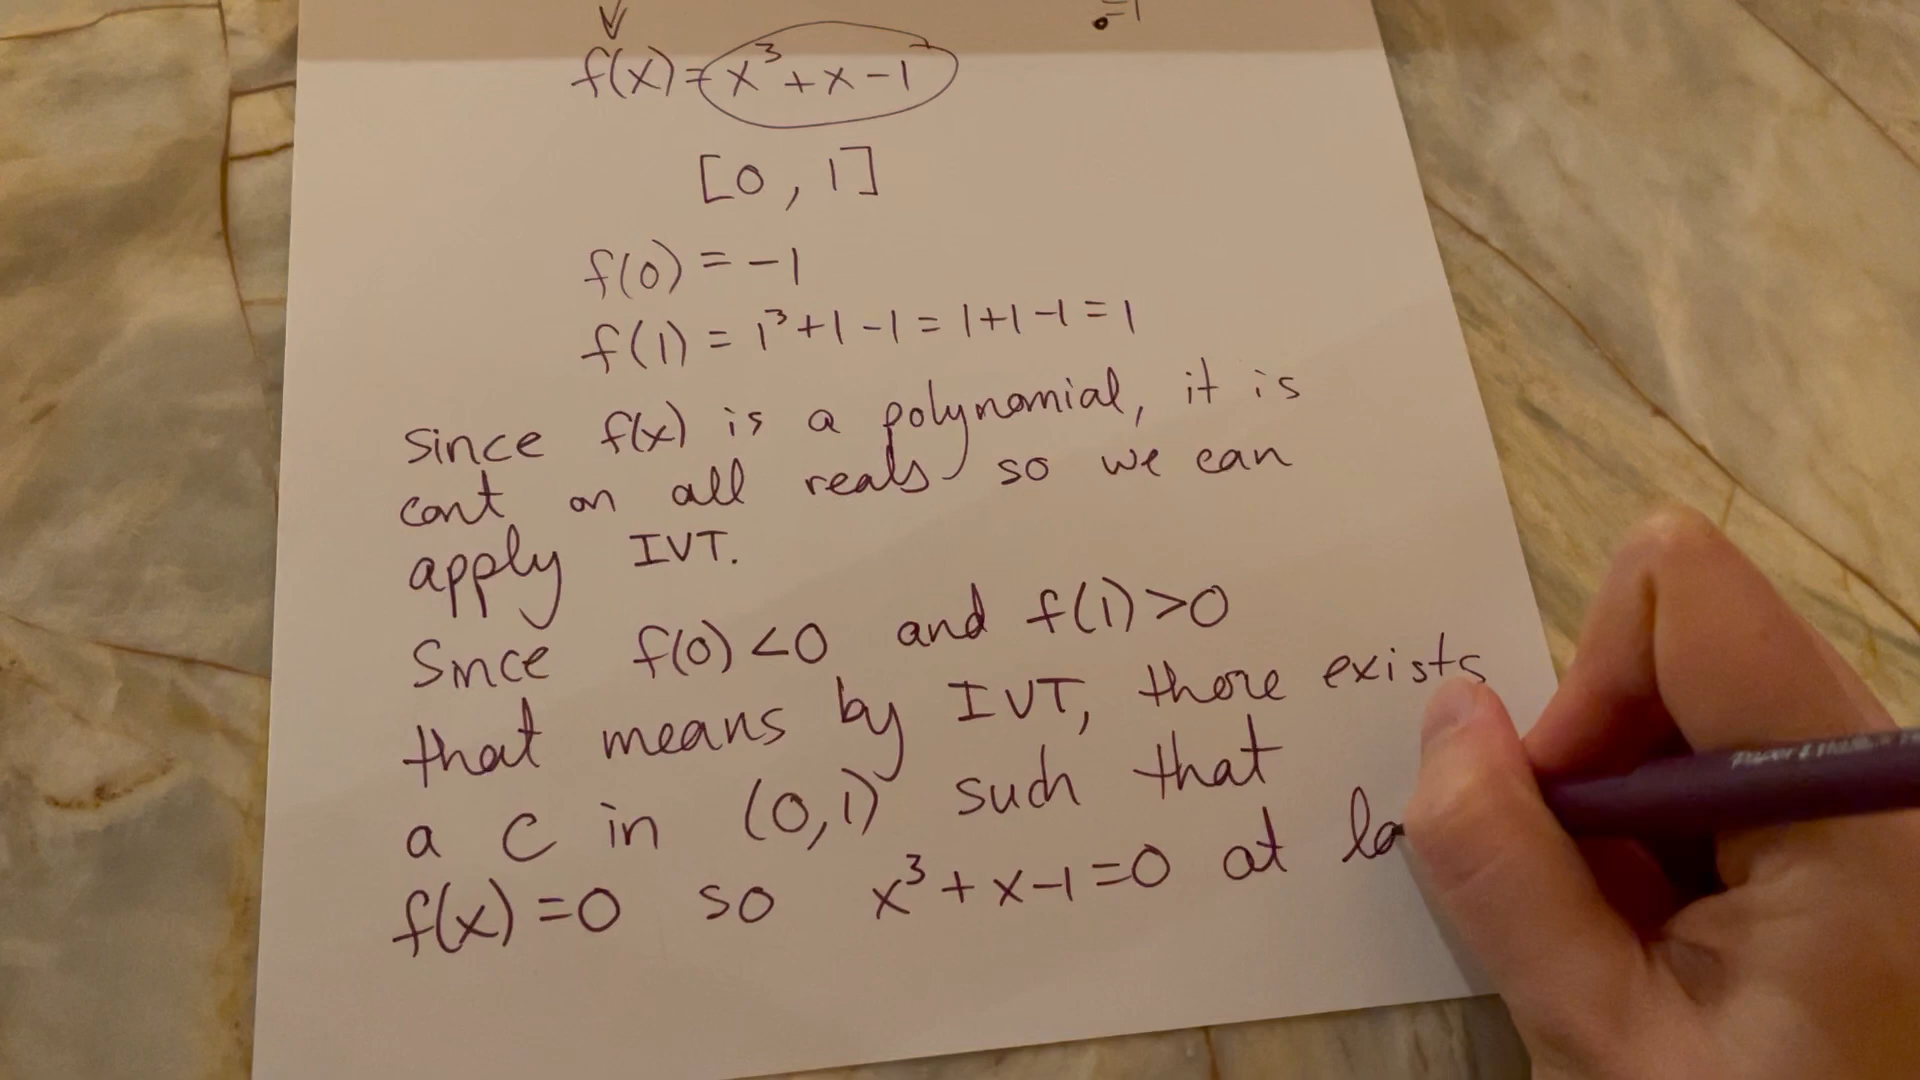 f(x) = x³ + x - 1
[0, 1]
f(0) = -1
f(1) = 1³+1-1 = 1+1-1 = 1
since f(x) is a polynomial, it is
cont on all reals so we can
apply IVT.
Since f(0)<0 and f(1)>0
that means by IVT, there exists
a c in (0,1) such that
f(x)=0 so x³+x-1=0 at